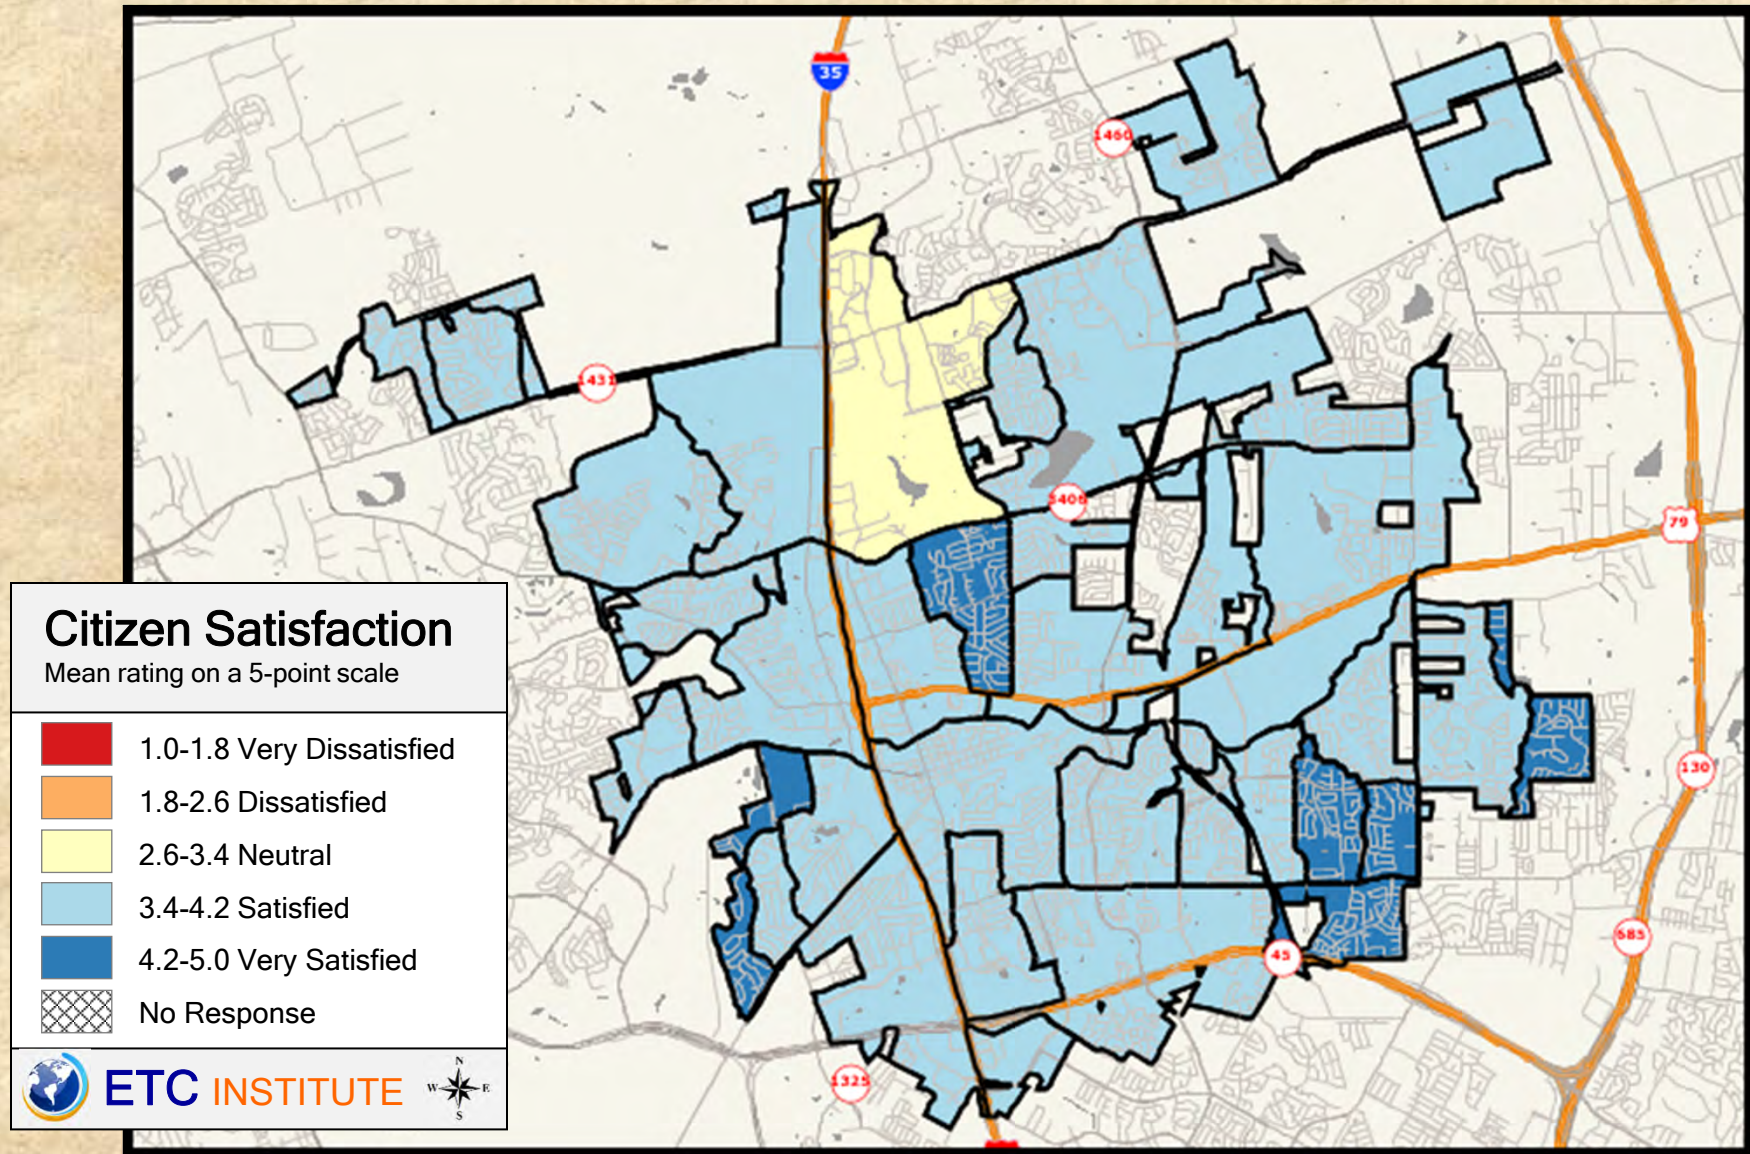 35
1460
1431
3406
79
Citizen Satisfaction
Mean rating on a 5-point scale
1.0-1.8 Very Dissatisfied
1.8-2.6 Dissatisfied
2.6-3.4 Neutral
3.4-4.2 Satisfied
4.2-5.0 Very Satisfied
No Response
130
685
45
1325
ETC INSTITUTE
N
W E
S